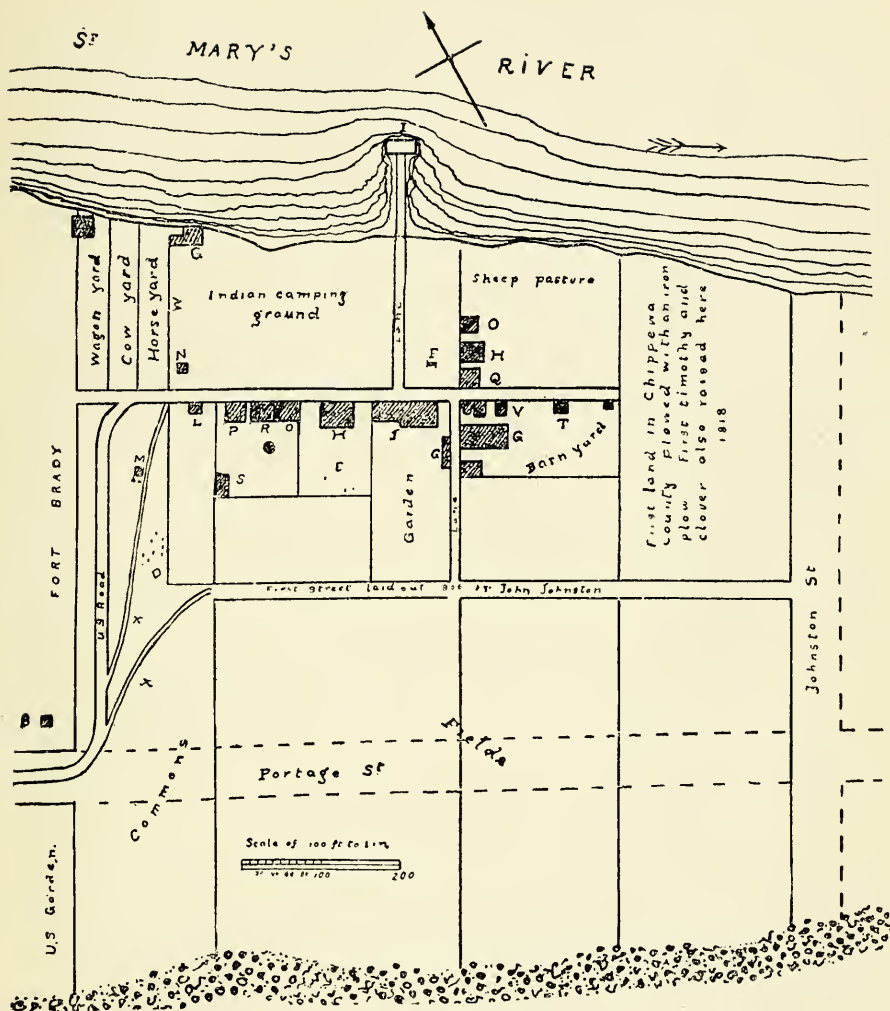 ST MARY'S RIVER
I
G
Wagon yard
Cow yard
Horse yard
W
N
Indian camping
ground
Lane
Sheep pasture
O
H
Q
First land in Chippewa
County plowed with an iron
plow First timothy and
clover also raised here
1818
L
P
R
O
H
J
V
T
G
G
Barn yard
S
E
Garden
Lane
FORT BRADY
U S Road
D
X
X
First street laid out by John Johnston
Johnston St
B
Commons
Fields
Portage St
Scale of 100 ft to 1 in
100
200
U.S Garden.